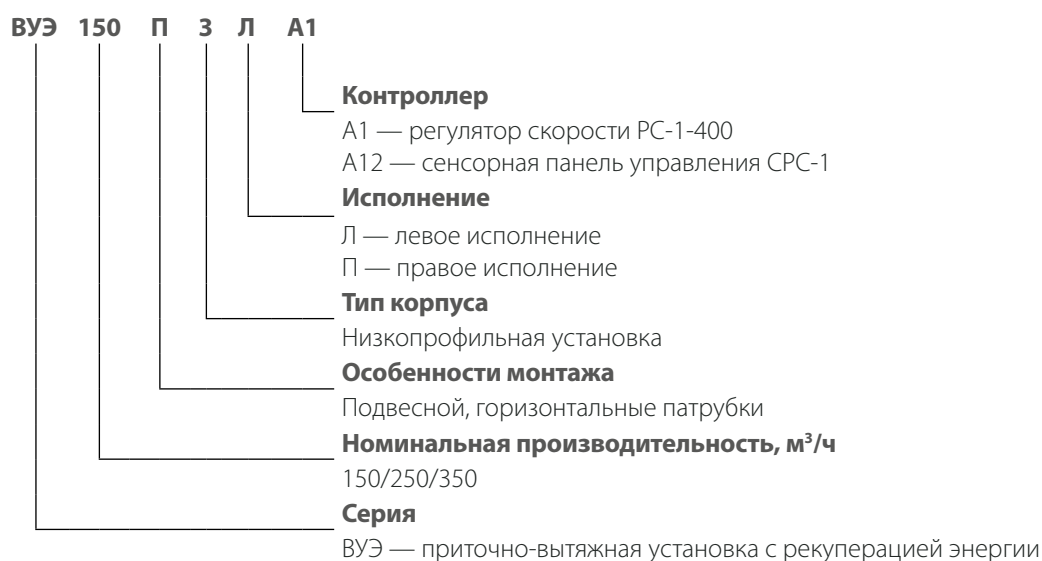 ВУЭ 150 П 3 Л А1
Контроллер
А1 — регулятор скорости РС-1-400
А12 — сенсорная панель управления СРС-1
Исполнение
Л — левое исполнение
П — правое исполнение
Тип корпуса
Низкопрофильная установка
Особенности монтажа
Подвесной, горизонтальные патрубки
Номинальная производительность, м³/ч
150/250/350
Серия
ВУЭ — приточно-вытяжная установка с рекуперацией энергии